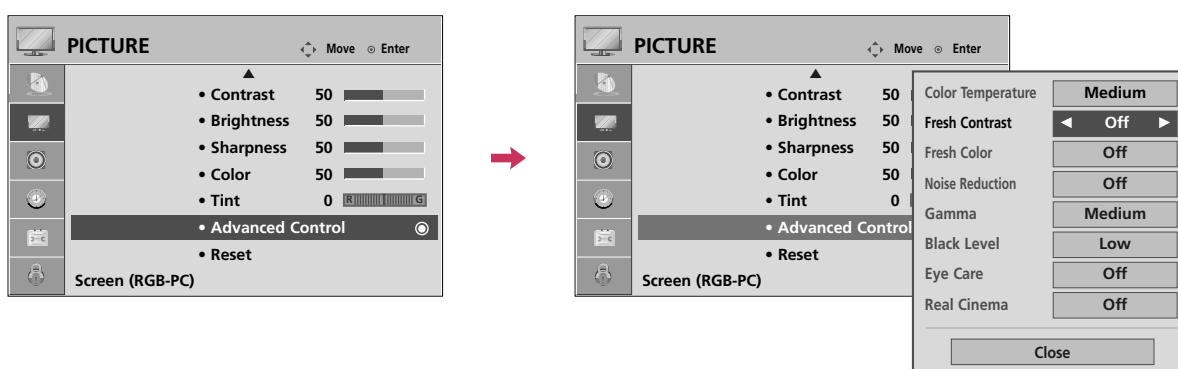 PICTURE Move Enter
• Contrast 50
• Brightness 50
• Sharpness 50
• Color 50
• Tint 0 R G
• Advanced Control
• Reset
Screen (RGB-PC)
PICTURE Move Enter
• Contrast 50
• Brightness 50
• Sharpness 50
• Color 50
• Tint 0
• Advanced Control
• Reset
Screen (RGB-PC)
Color Temperature Medium
Fresh Contrast Off
Fresh Color Off
Noise Reduction Off
Gamma Medium
Black Level Low
Eye Care Off
Real Cinema Off
Close